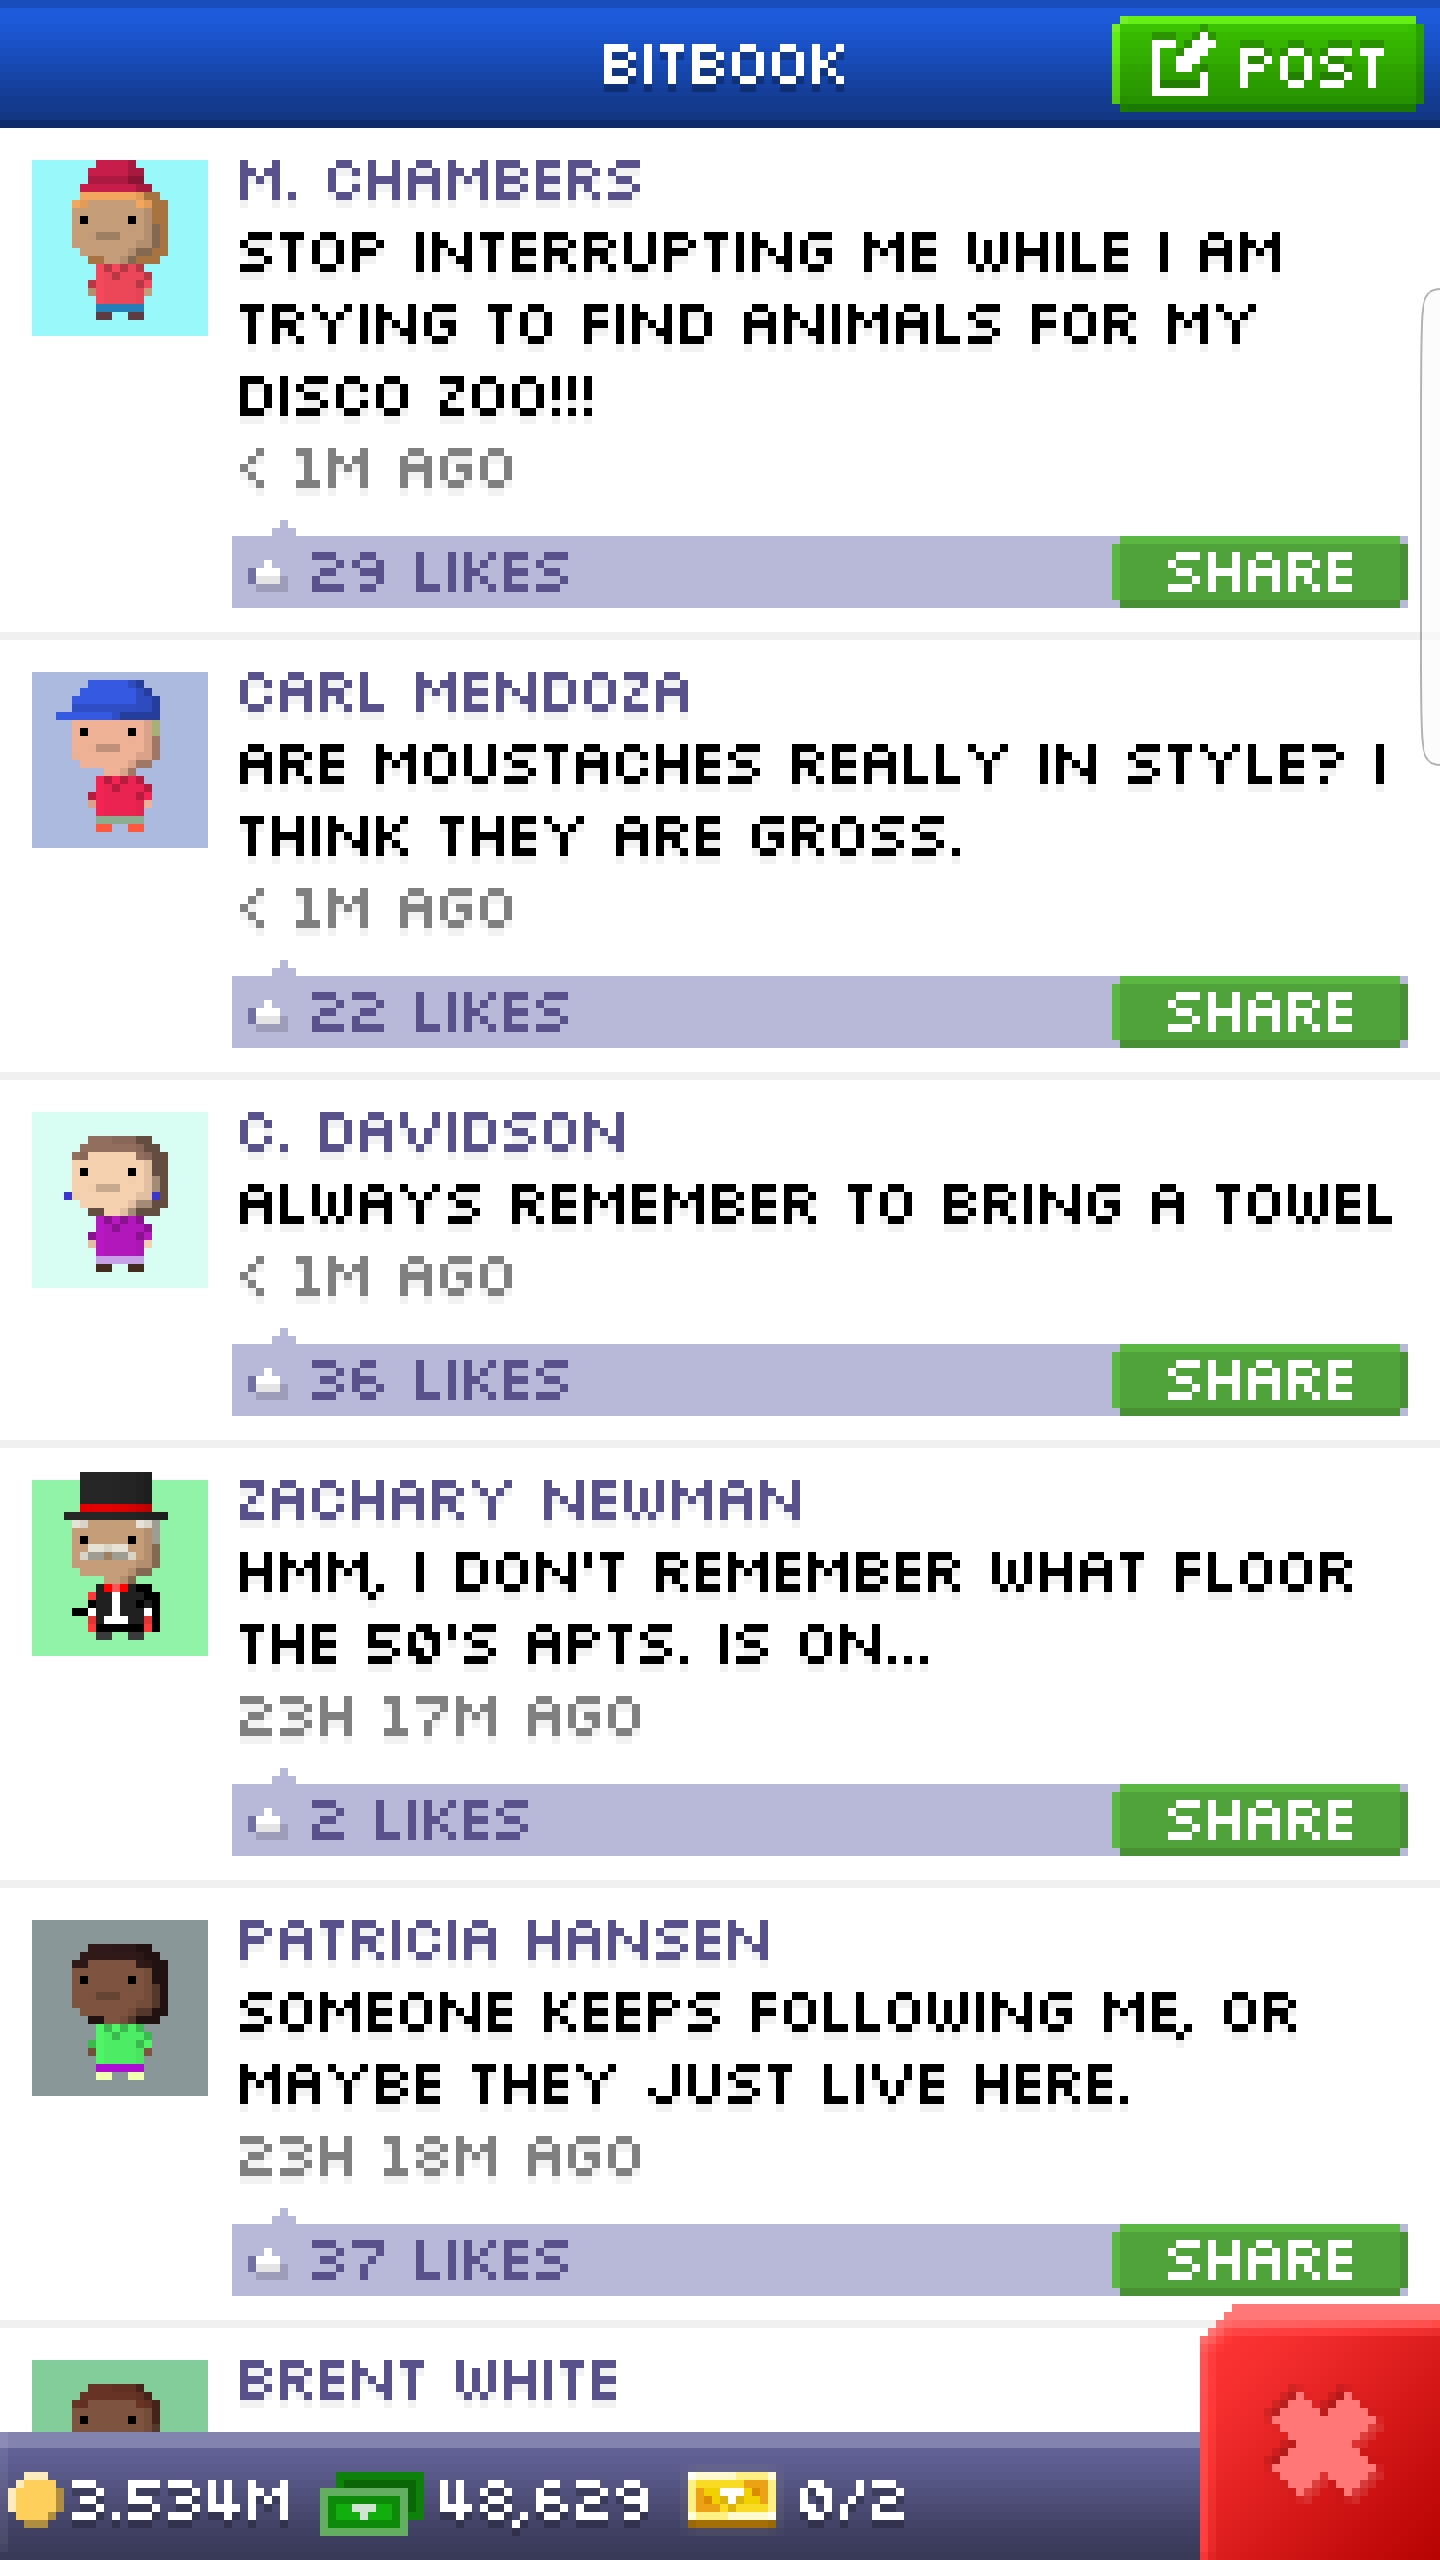 BITBOOK
POST
M. CHAMBERS
STOP INTERRUPTING ME WHILE I AM
TRYING TO FIND ANIMALS FOR MY
DISCO ZOO!!!
< 1M AGO
29 LIKES
SHARE
CARL MENDOZA
ARE MOUSTACHES REALLY IN STYLE? I
THINK THEY ARE GROSS.
< 1M AGO
22 LIKES
SHARE
C. DAVIDSON
ALWAYS REMEMBER TO BRING A TOWEL
< 1M AGO
36 LIKES
SHARE
ZACHARY NEWMAN
HMM, I DON'T REMEMBER WHAT FLOOR
THE 50'S APTS. IS ON...
23H 17M AGO
2 LIKES
SHARE
PATRICIA HANSEN
SOMEONE KEEPS FOLLOWING ME, OR
MAYBE THEY JUST LIVE HERE.
23H 18M AGO
37 LIKES
SHARE
BRENT WHITE
3.534M 48,629 0/2